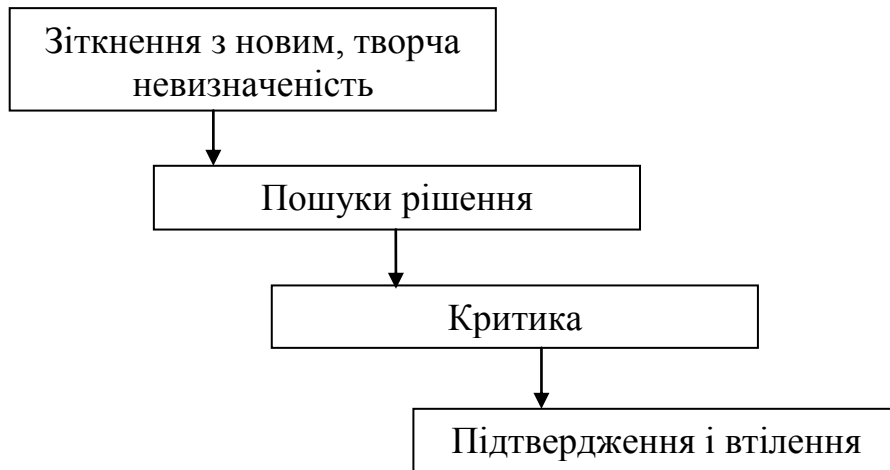 Зіткнення з новим, творча
невизначеність
Пошуки рішення
Критика
Підтвердження і втілення